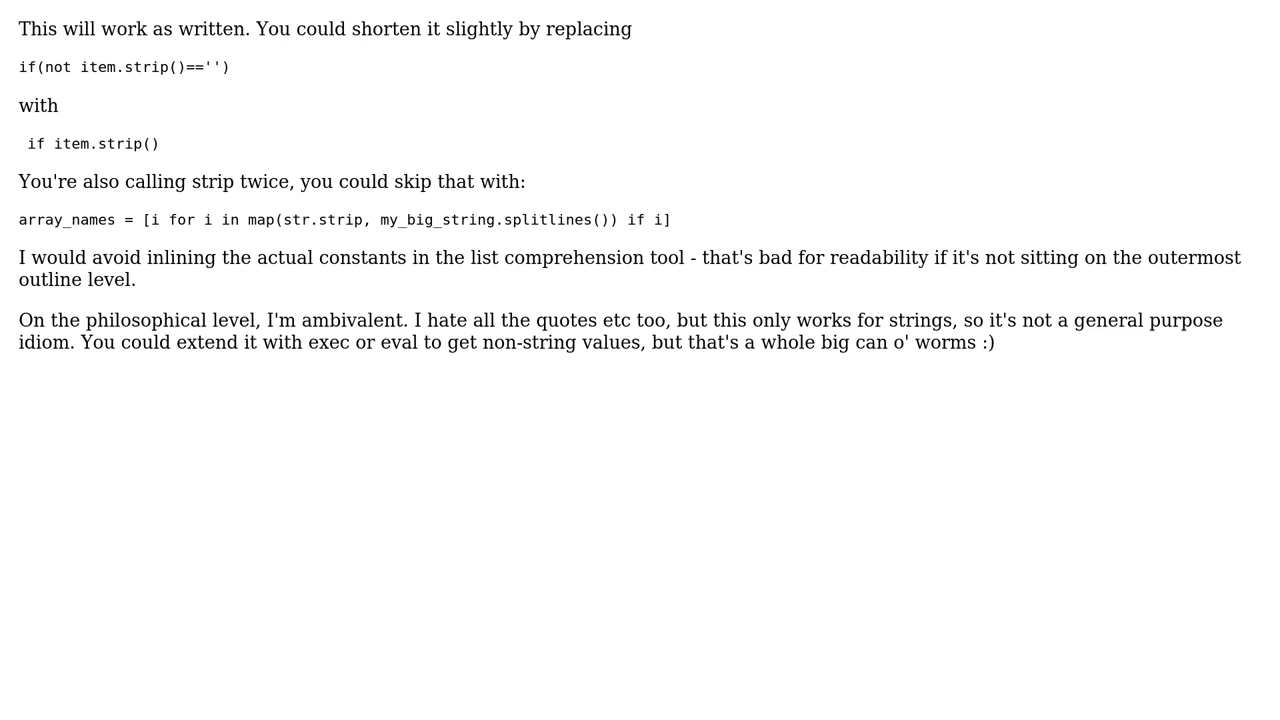 This will work as written. You could shorten it slightly by replacing
if(not item.strip()=='')
with
if item.strip()
You're also calling strip twice, you could skip that with:
array_names = [i for i in map(str.strip, my_big_string.splitlines()) if i]
I would avoid inlining the actual constants in the list comprehension tool - that's bad for readability if it's not sitting on the outermost
outline level.
On the philosophical level, I'm ambivalent. I hate all the quotes etc too, but this only works for strings, so it's not a general purpose
idiom. You could extend it with exec or eval to get non-string values, but that's a whole big can o' worms :)